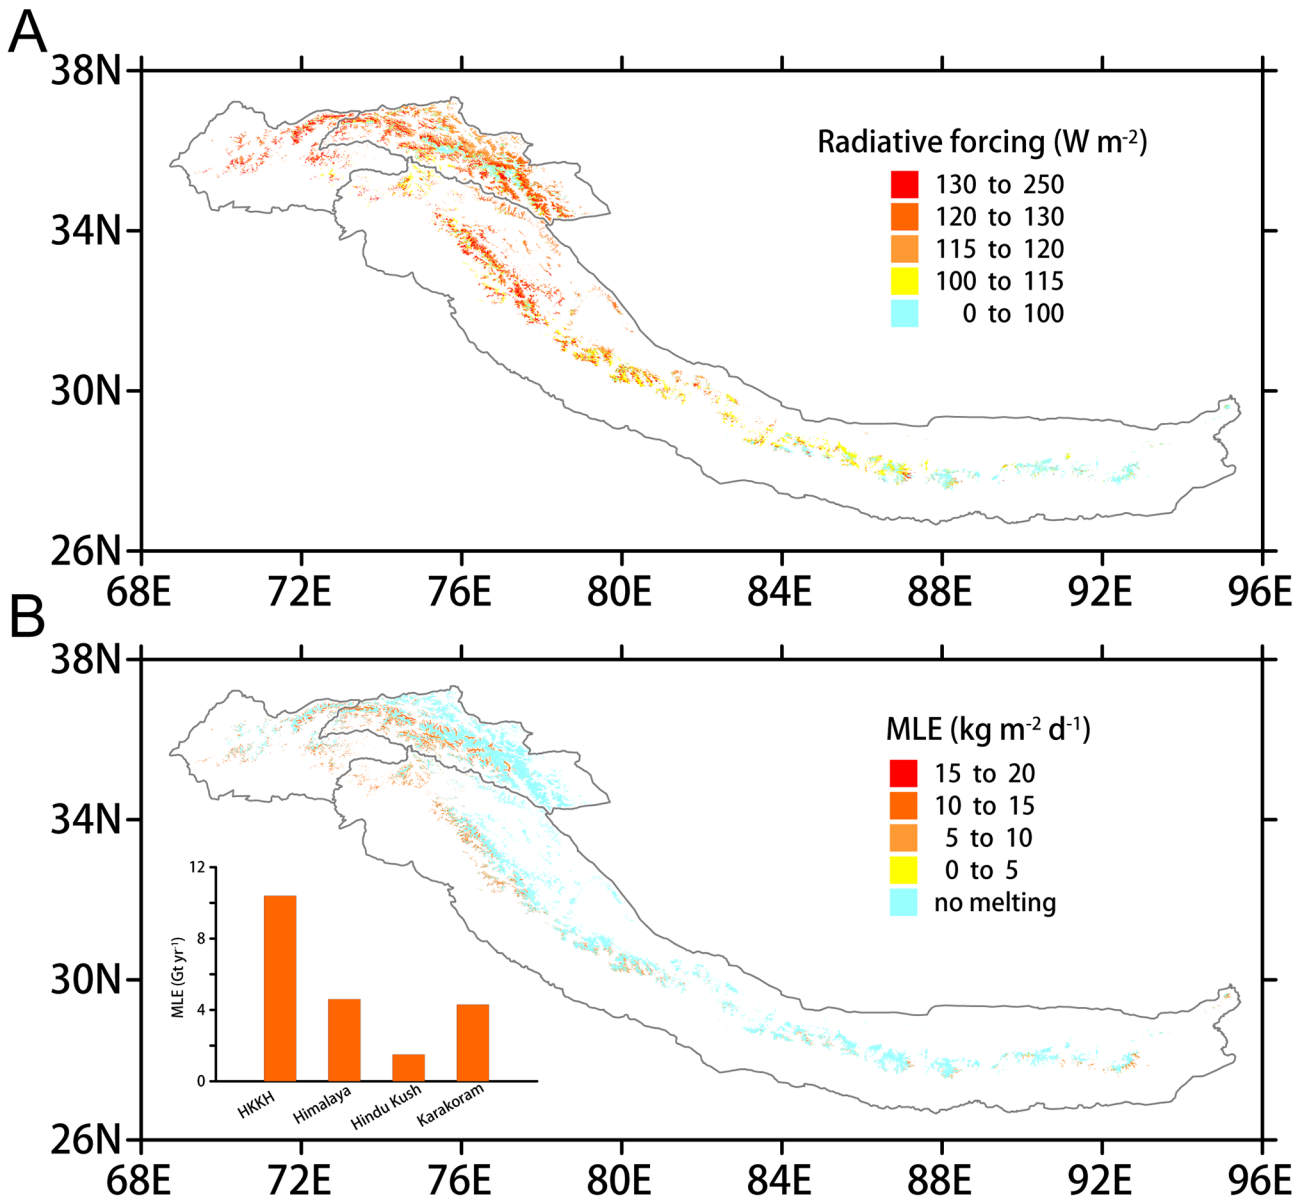 A
38N
34N
30N
26N
68E 72E 76E 80E 84E 88E 92E 96E
Radiative forcing (W m-2)
130 to 250
120 to 130
115 to 120
100 to 115
0 to 100
B
38N
34N
30N
26N
68E 72E 76E 80E 84E 88E 92E 96E
MLE (kg m-2 d-1)
15 to 20
10 to 15
5 to 10
0 to 5
no melting
MLE (Gt yr-1)
12
8
4
0
HKKH Himalaya Hindu Kush Karakoram